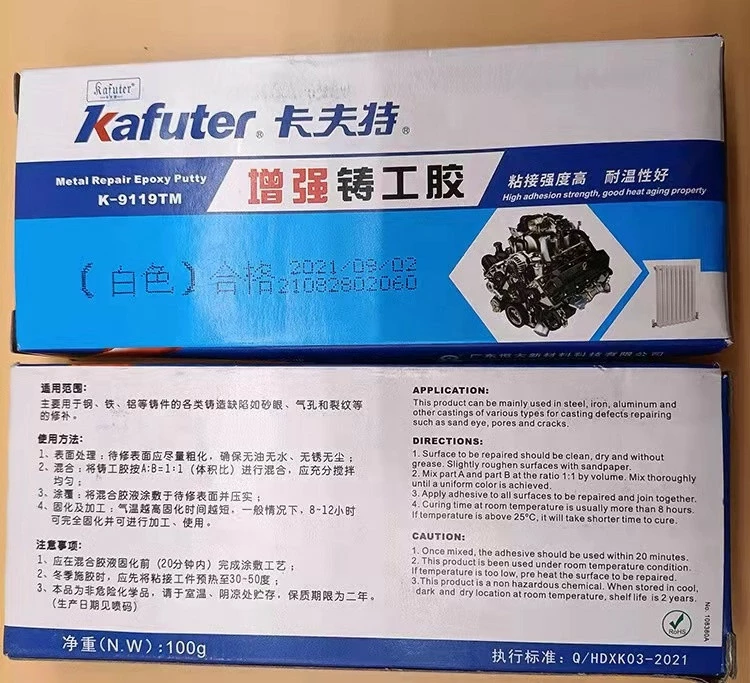 Kafuter®
Kafuter® 卡夫特®
Metal Repair Epoxy Putty
K-9119TM
增强铸工胶
粘接强度高 耐温性好
High adhesion strength, good heat aging property
(白色)合格
2021/09/02
21082802060
适用范围:
主要用于钢、铁、铝等铸件的各类铸造缺陷如砂眼、气孔和裂纹等
的修补。
使用方法:
1、表面处理:待修表面应尽量粗化,确保无油无水、无锈无尘;
2、混合:将铸工胶按A:B=1:1(体积比)进行混合,应充分搅拌
均匀;
3、涂覆:将混合胶液涂敷于待修表面并压实;
4、固化及加工:气温越高固化时间越短,一般情况下,8-12小时
可完全固化并可进行加工、使用。
注意事项:
1、应在混合胶液固化前(20分钟内)完成涂敷工艺;
2、冬季施胶时,应先将粘接工件预热至30-50度;
3、本品为非危险化学品,请于室温、阴凉处贮存,保质期限为二年。
(生产日期见喷码)
APPLICATION:
This product can be mainly used in steel, iron, aluminum and
other castings of various types for casting defects repairing
such as sand eye, pores and cracks.
DIRECTIONS:
1. Surface to be repaired should be clean, dry and without
grease. Slightly roughen surfaces with sandpaper.
2. Mix part A and part B at the ratio 1:1 by volume. Mix thoroughly
until a uniform color is achieved.
3. Apply adhesive to all surfaces to be repaired and join together.
4. Curing time at room temperature is usually more than 8 hours.
If temperature is above 25°C, it will take shorter time to cure.
CAUTION:
1. Once mixed, the adhesive should be used within 20 minutes.
2. This product is been used under room temperature condition.
If temperature is too low, pre heat the surface to be repaired.
3.This product is a non hazardous chemical. When stored in cool,
dark and dry location at room temperature, shelf life is 2 years.
RoHS
No. 108380A
净重(N.W):100g
执行标准:Q/HDXK03-2021